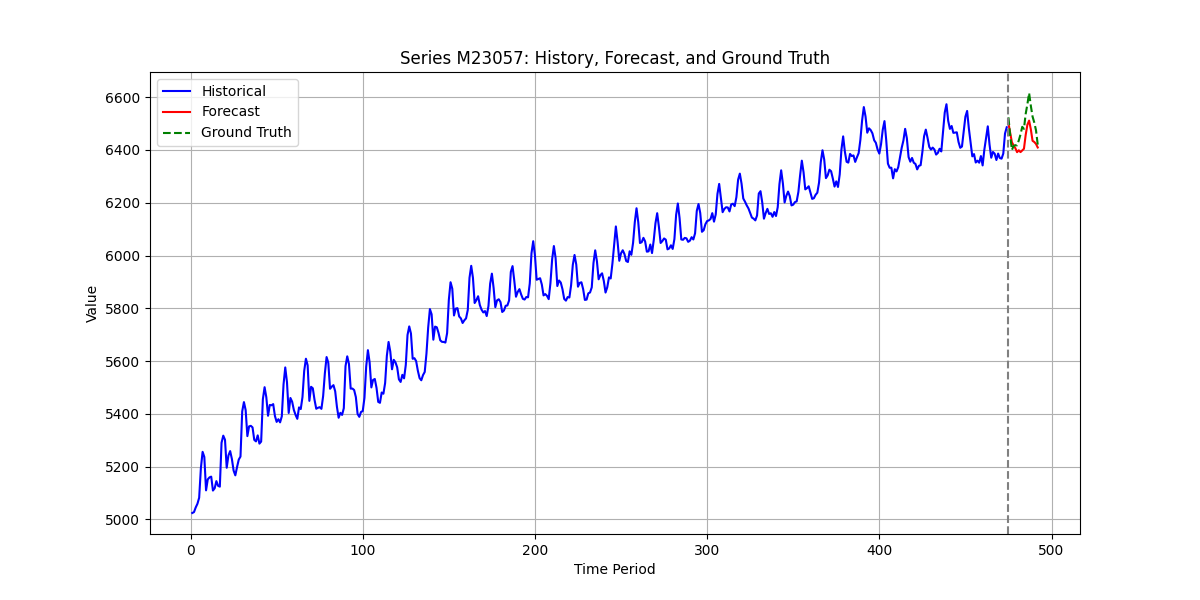 Series M23057: History, Forecast, and Ground Truth
Historical
Forecast
Ground Truth
6600
6400
6200
6000
5800
5600
5400
5200
5000
Value
0 100 200 300 400 500
Time Period